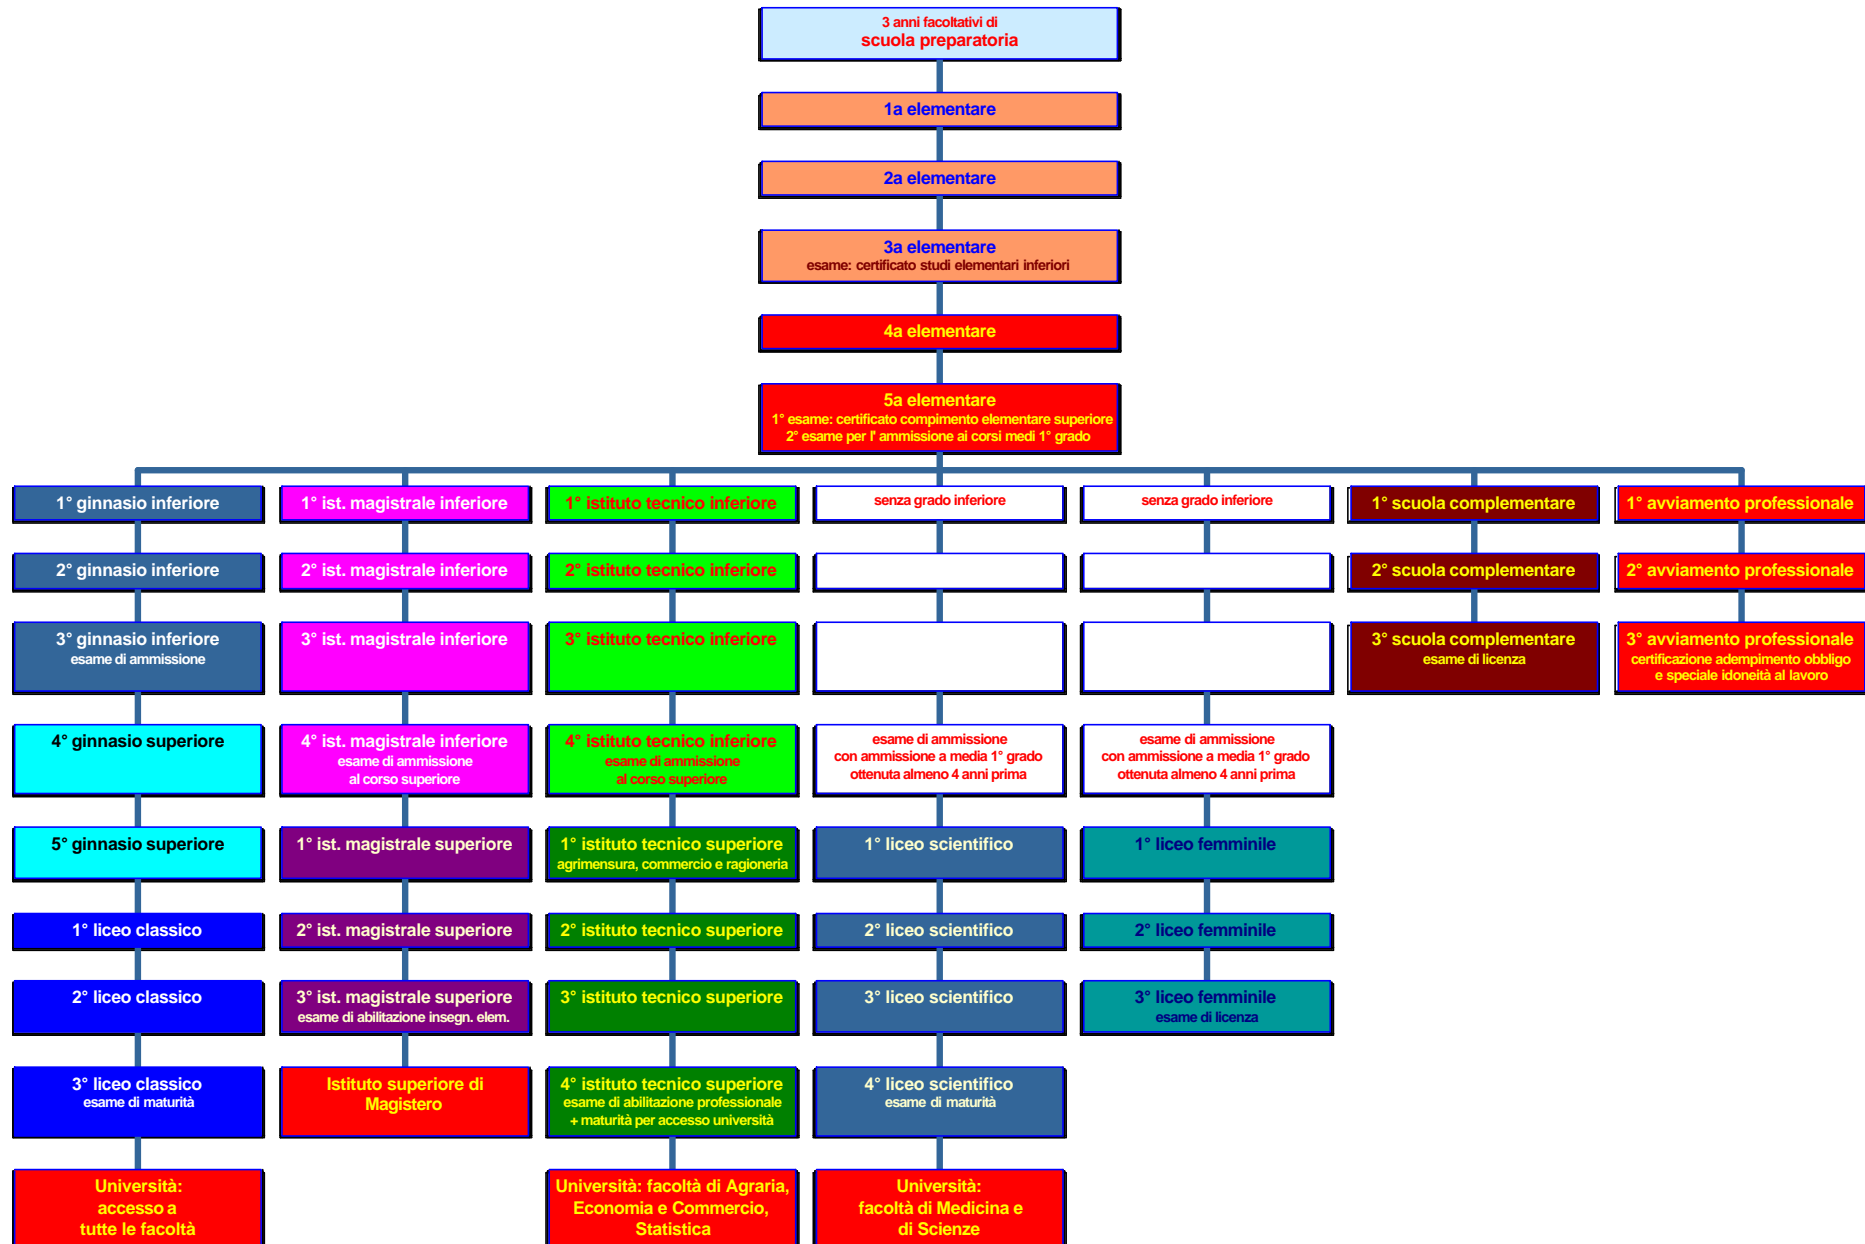 3 anni facoltativi di
scuola preparatoria
1a elementare
2a elementare
3a elementare
esame: certificato studi elementari inferiori
4a elementare
5a elementare
1° esame: certificato compimento elementare superiore
2° esame per l' ammissione ai corsi medi 1° grado
1° ginnasio inferiore
1° ist. magistrale inferiore
1° istituto tecnico inferiore
senza grado inferiore
senza grado inferiore
1° scuola complementare
1° avviamento professionale
2° ginnasio inferiore
2° ist. magistrale inferiore
2° istituto tecnico inferiore
2° scuola complementare
2° avviamento professionale
3° ginnasio inferiore
esame di ammissione
3° ist. magistrale inferiore
3° istituto tecnico inferiore
3° scuola complementare
esame di licenza
3° avviamento professionale
certificazione adempimento obbligo
e speciale idoneità al lavoro
4° ginnasio superiore
4° ist. magistrale inferiore
esame di ammissione
al corso superiore
4° istituto tecnico inferiore
esame di ammissione
al corso superiore
esame di ammissione
con ammissione a media 1° grado
ottenuta almeno 4 anni prima
esame di ammissione
con ammissione a media 1° grado
ottenuta almeno 4 anni prima
5° ginnasio superiore
1° ist. magistrale superiore
1° istituto tecnico superiore
agrimensura, commercio e ragioneria
1° liceo scientifico
1° liceo femminile
1° liceo classico
2° ist. magistrale superiore
2° istituto tecnico superiore
2° liceo scientifico
2° liceo femminile
2° liceo classico
3° ist. magistrale superiore
esame di abilitazione insegn. elem.
3° istituto tecnico superiore
3° liceo scientifico
3° liceo femminile
esame di licenza
3° liceo classico
esame di maturità
Istituto superiore di
Magistero
4° istituto tecnico superiore
esame di abilitazione professionale
+ maturità per accesso università
4° liceo scientifico
esame di maturità
Università:
accesso a
tutte le facoltà
Università: facoltà di Agraria,
Economia e Commercio,
Statistica
Università:
facoltà di Medicina e
di Scienze